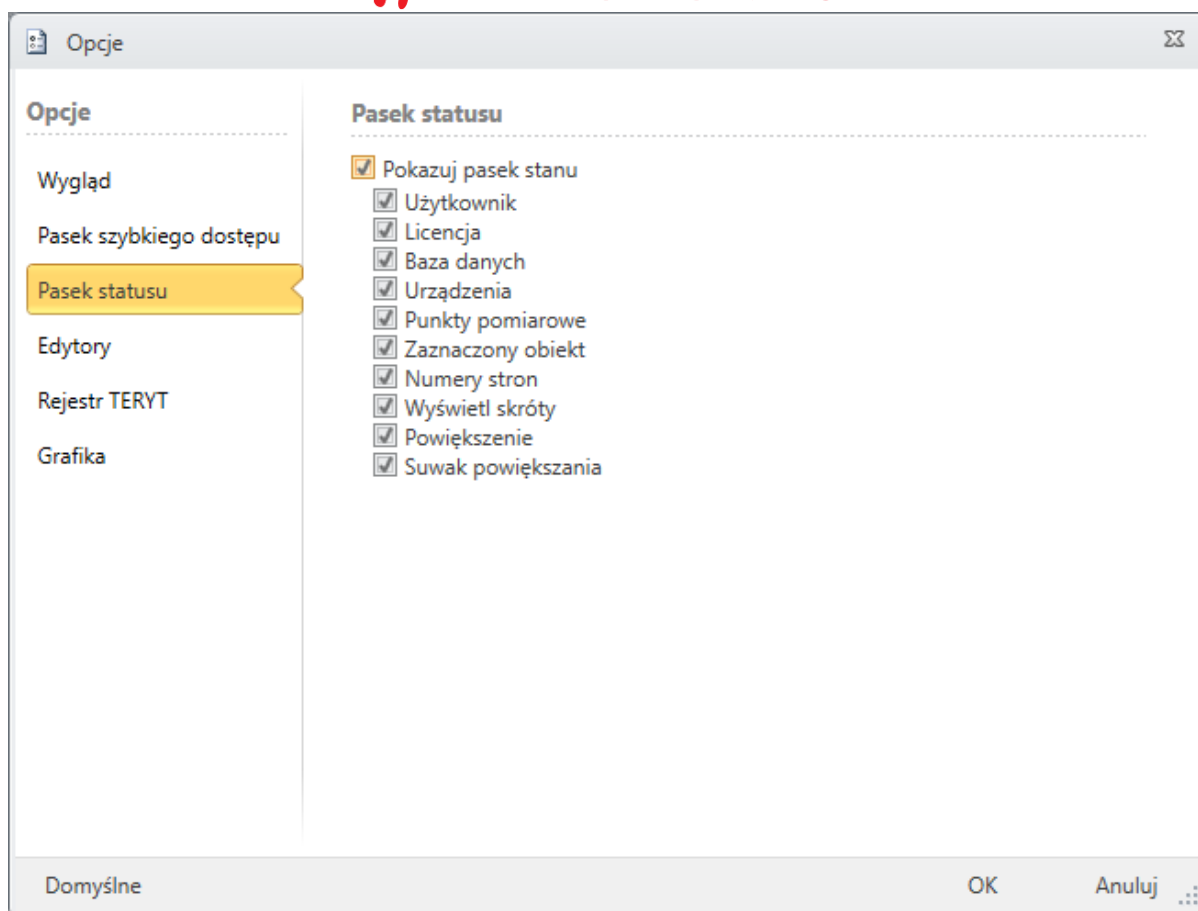 Opcje
Opcje
Wygląd
Pasek szybkiego dostępu
Pasek statusu
Edytory
Rejestr TERYT
Grafika
Pasek statusu
Pokazuj pasek stanu
Użytkownik
Licencja
Baza danych
Urządzenia
Punkty pomiarowe
Zaznaczony obiekt
Numery stron
Wyświetl skróty
Powiększenie
Suwak powiększania
Domyślne
OK
Anuluj